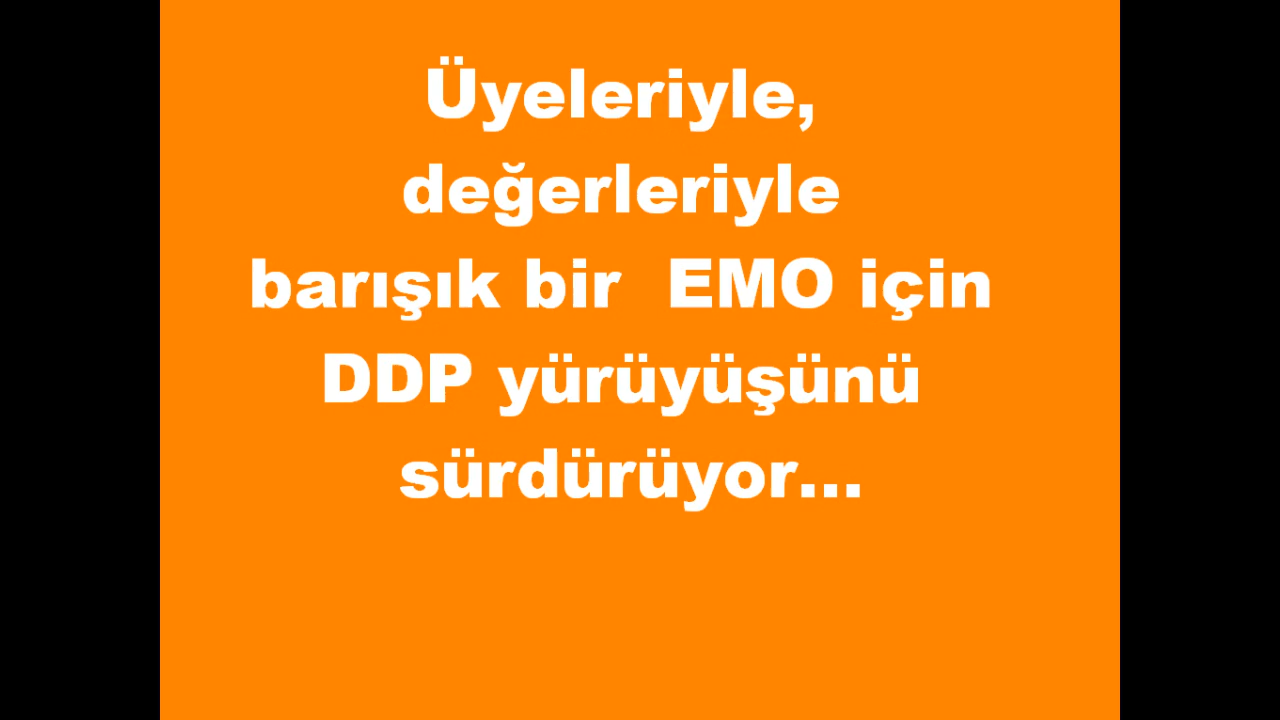 Üyeleriyle,
değerleriyle
barışık bir  EMO için
DDP yürüyüşünü
sürdürüyor...